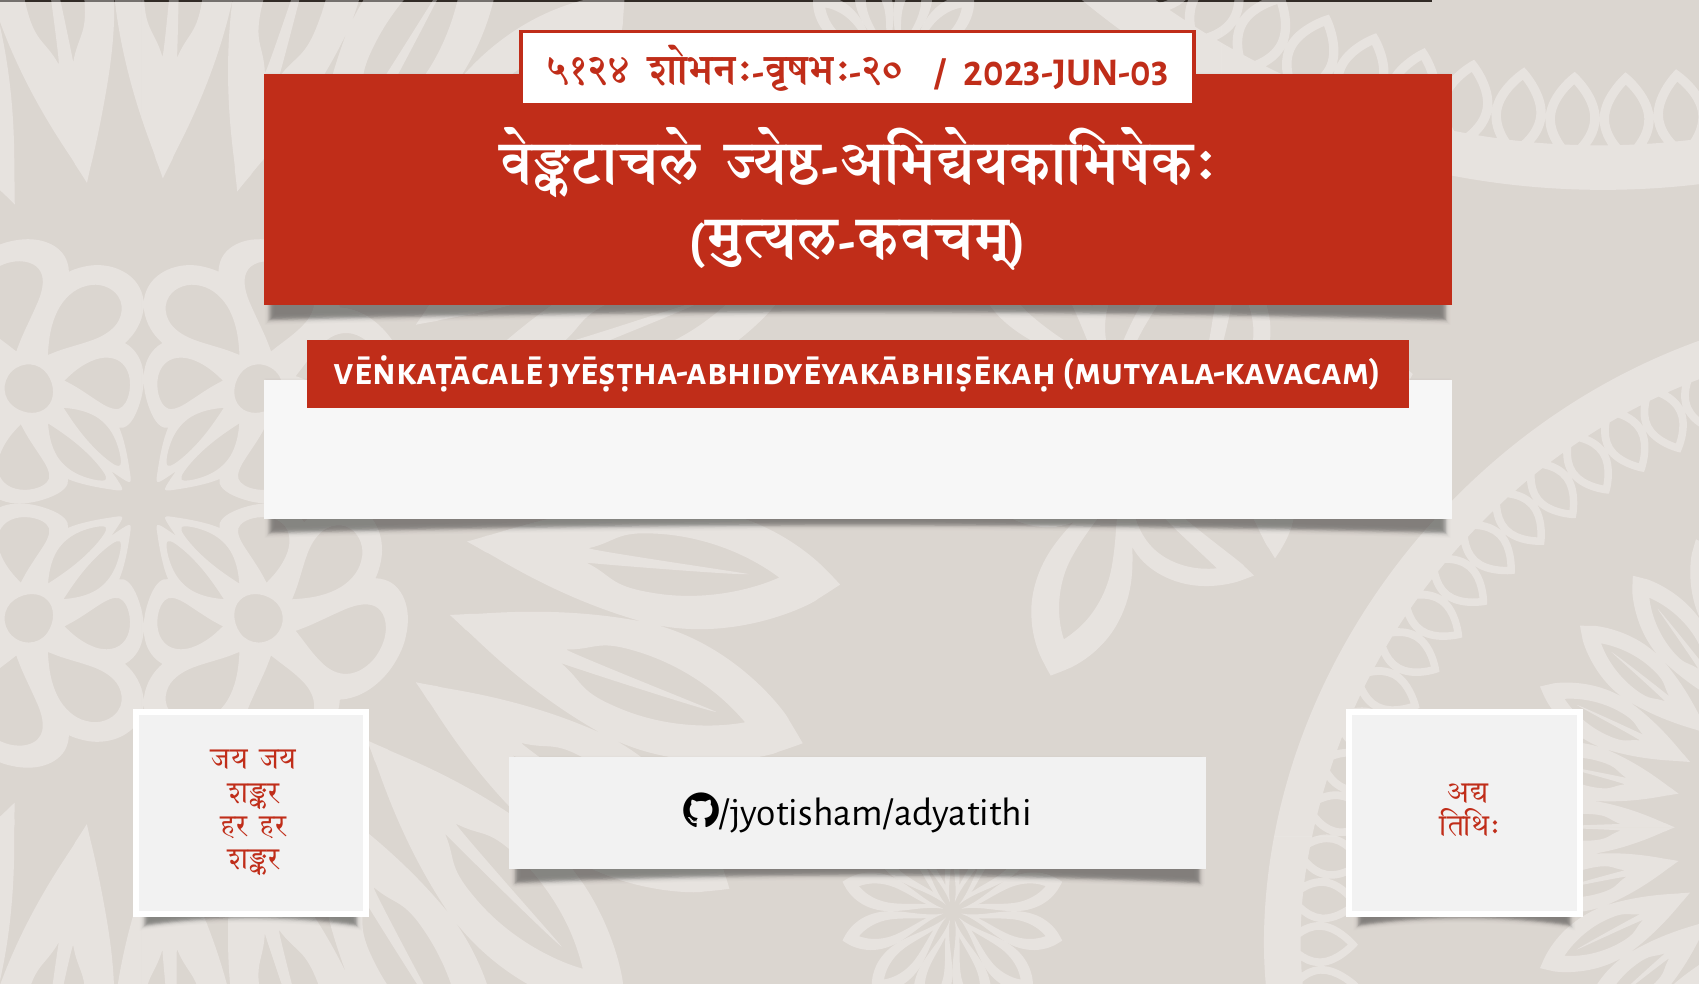 ५१२४ शोभनः-वृषभः-२० / 2023-JUN-03
वेङ्कटाचले ज्येष्ठ-अभिद्येयकाभिषेकः
(मुत्यल-कवचम्)
VĒṄKAṬĀCALĒ JYĒṢṬHA-ABHIDYĒYAKĀBHIṢĒKAḤ (MUTYALA-KAVACAM)
जय जय
शङ्कर
हर हर
शङ्कर
/jyotisham/adyatithi
अद्य
तिथिः